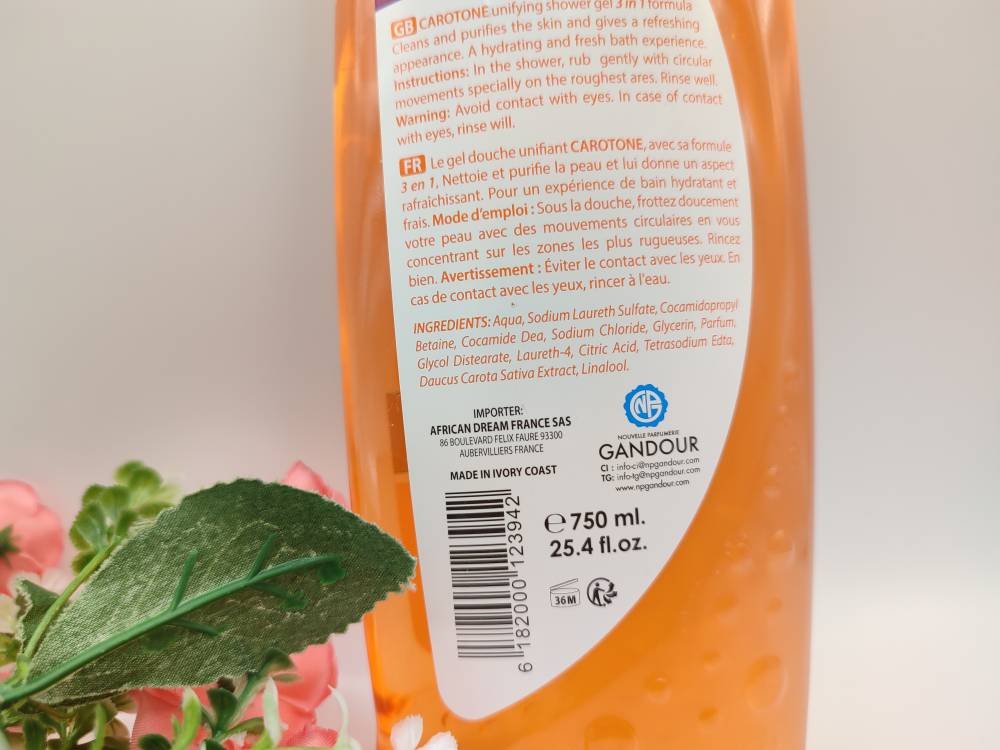 GB CAROTONE unifying shower gel 3 in 1 formula
Cleans and purifies the skin and gives a refreshing
appearance. A hydrating and fresh bath experience.
Instructions: In the shower, rub gently with circular
movements specially on the roughest ares. Rinse well.
Warning: Avoid contact with eyes. In case of contact
with eyes, rinse will.
FR Le gel douche unifiant CAROTONE, avec sa formule
3 en 1, Nettoie et purifie la peau et lui donne un aspect
rafraichissant. Pour un expérience de bain hydratant et
frais. Mode d'emploi : Sous la douche, frottez doucement
votre peau avec des mouvements circulaires en vous
concentrant sur les zones les plus rugueuses. Rincez
bien. Avertissement : Éviter le contact avec les yeux. En
cas de contact avec les yeux, rincer à l'eau.
INGREDIENTS: Aqua, Sodium Laureth Sulfate, Cocamidopropyl
Betaine, Cocamide Dea, Sodium Chloride, Glycerin, Parfum,
Glycol Distearate, Laureth-4, Citric Acid, Tetrasodium Edta,
Daucus Carota Sativa Extract, Linalool.
IMPORTER:
AFRICAN DREAM FRANCE SAS
86 BOULEVARD FELIX FAURE 93300
AUBERVILLIERS FRANCE
MADE IN IVORY COAST
NOUVELLE PARFUMERIE
GANDOUR
CI : info-ci@npgandour.com
TG: info-tg@npgandour.com
www.npgandour.com
6 182000 123942
e 750 ml.
25.4 fl.oz.
36M